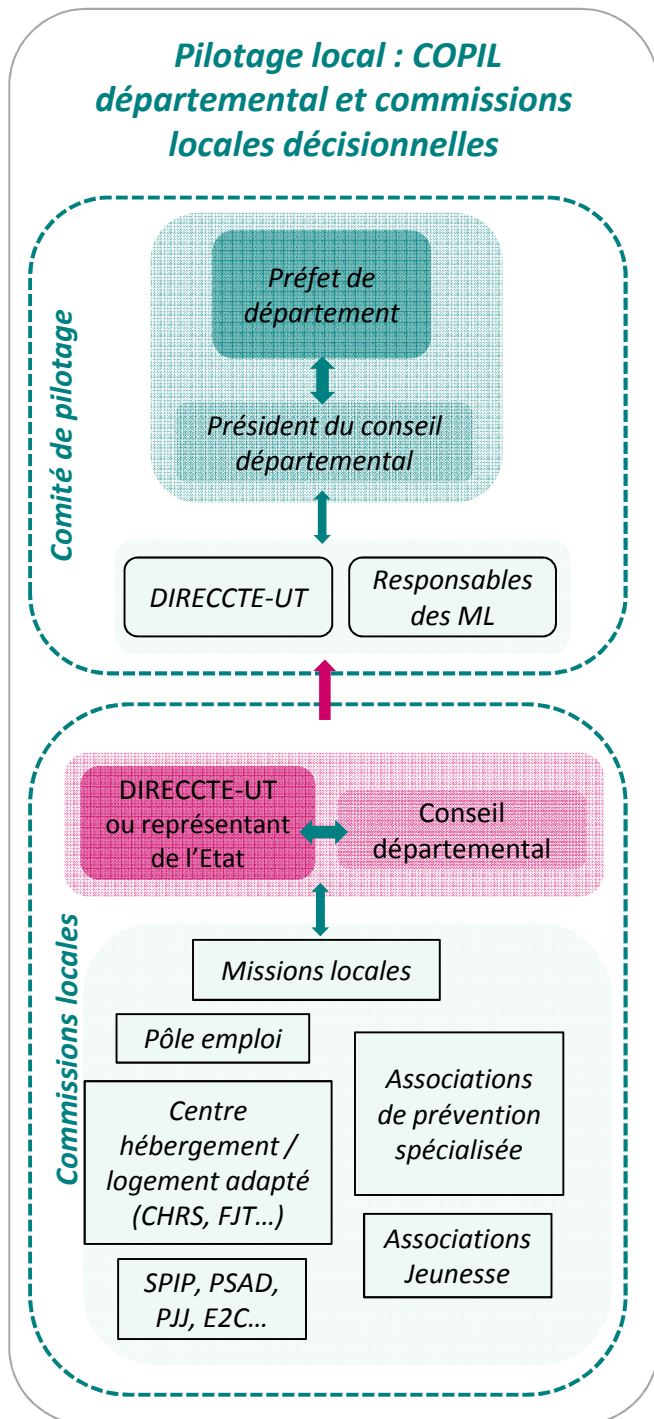 Pilotage local : COPIL
départemental et commissions
locales décisionnelles
Comité de pilotage
Préfet de
département
Président du conseil
départemental
DIRECCTE-UT
Responsables
des ML
Commissions locales
DIRECCTE-UT
ou représentant
de l'Etat
Conseil
départemental
Missions locales
Pôle emploi
Centre
hébergement /
logement adapté
(CHRS, FJT...)
SPIP, PSAD,
PJJ, E2C...
Associations
de prévention
spécialisée
Associations
Jeunesse